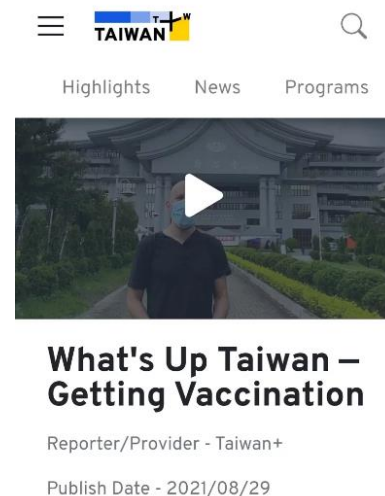 TAIWAN T+W
Highlights News Programs
What's Up Taiwan –
Getting Vaccination
Reporter/Provider - Taiwan+
Publish Date - 2021/08/29